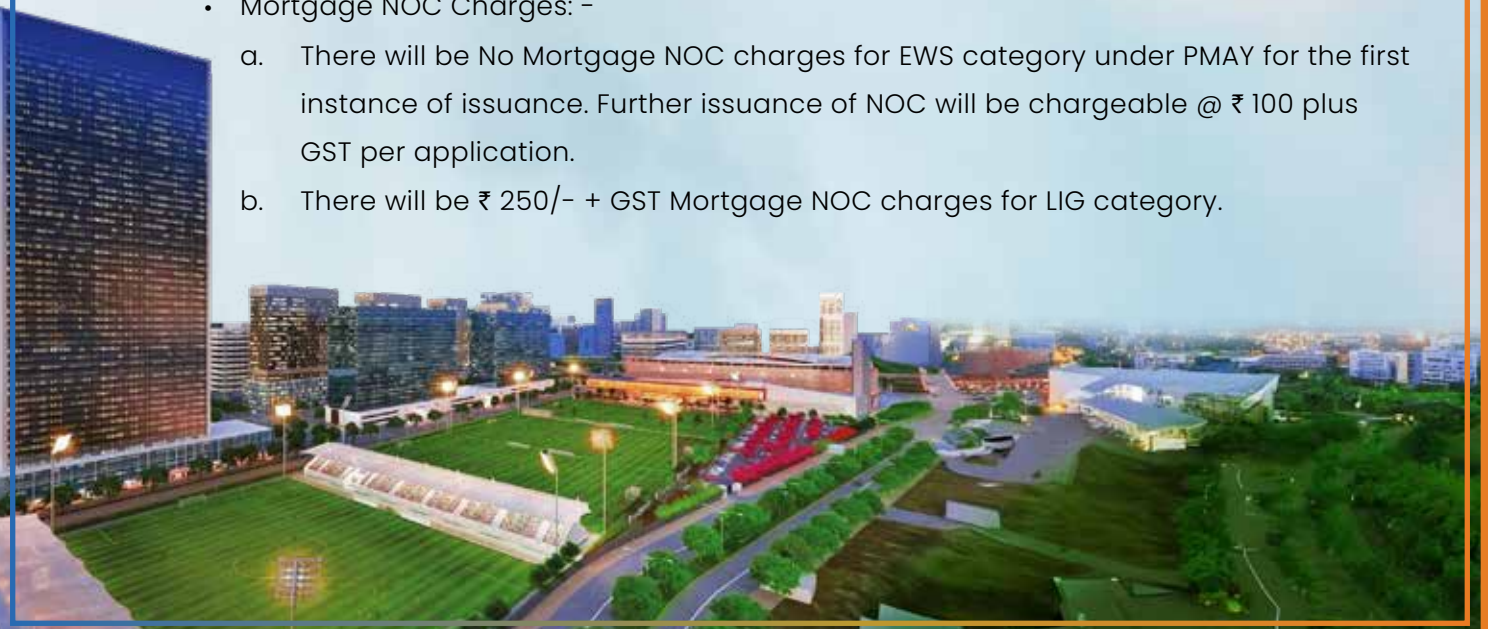 • Mortgage NOC Charges: -
a. There will be No Mortgage NOC charges for EWS category under PMAY for the first
instance of issuance. Further issuance of NOC will be chargeable @ ₹ 100 plus
GST per application.
b. There will be ₹ 250/- + GST Mortgage NOC charges for LIG category.